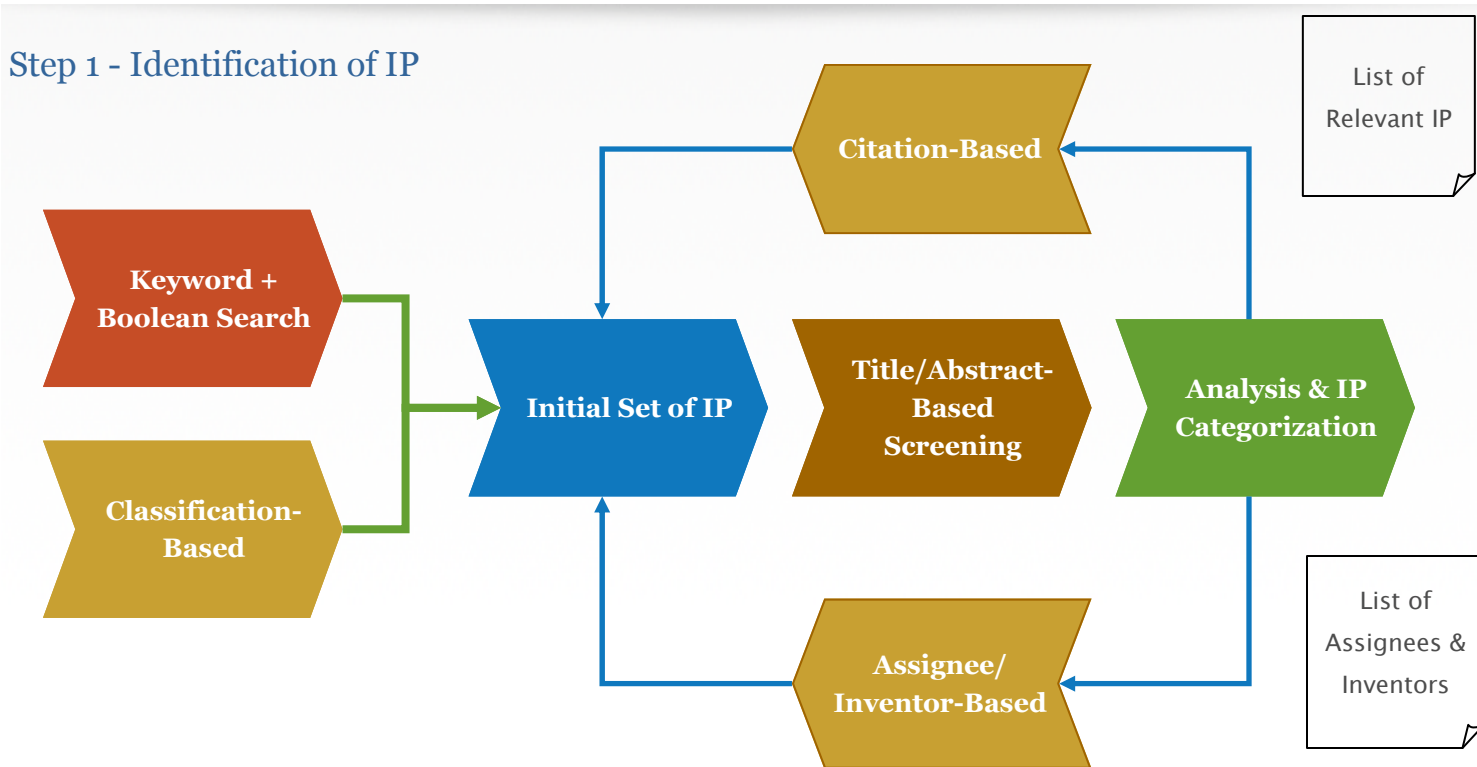 Step 1 - Identification of IP
List of
Relevant IP
Citation-Based
Keyword +
Boolean Search
Initial Set of IP
Title/Abstract-
Based
Screening
Analysis & IP
Categorization
Classification-
Based
Assignee/
Inventor-Based
List of
Assignees &
Inventors